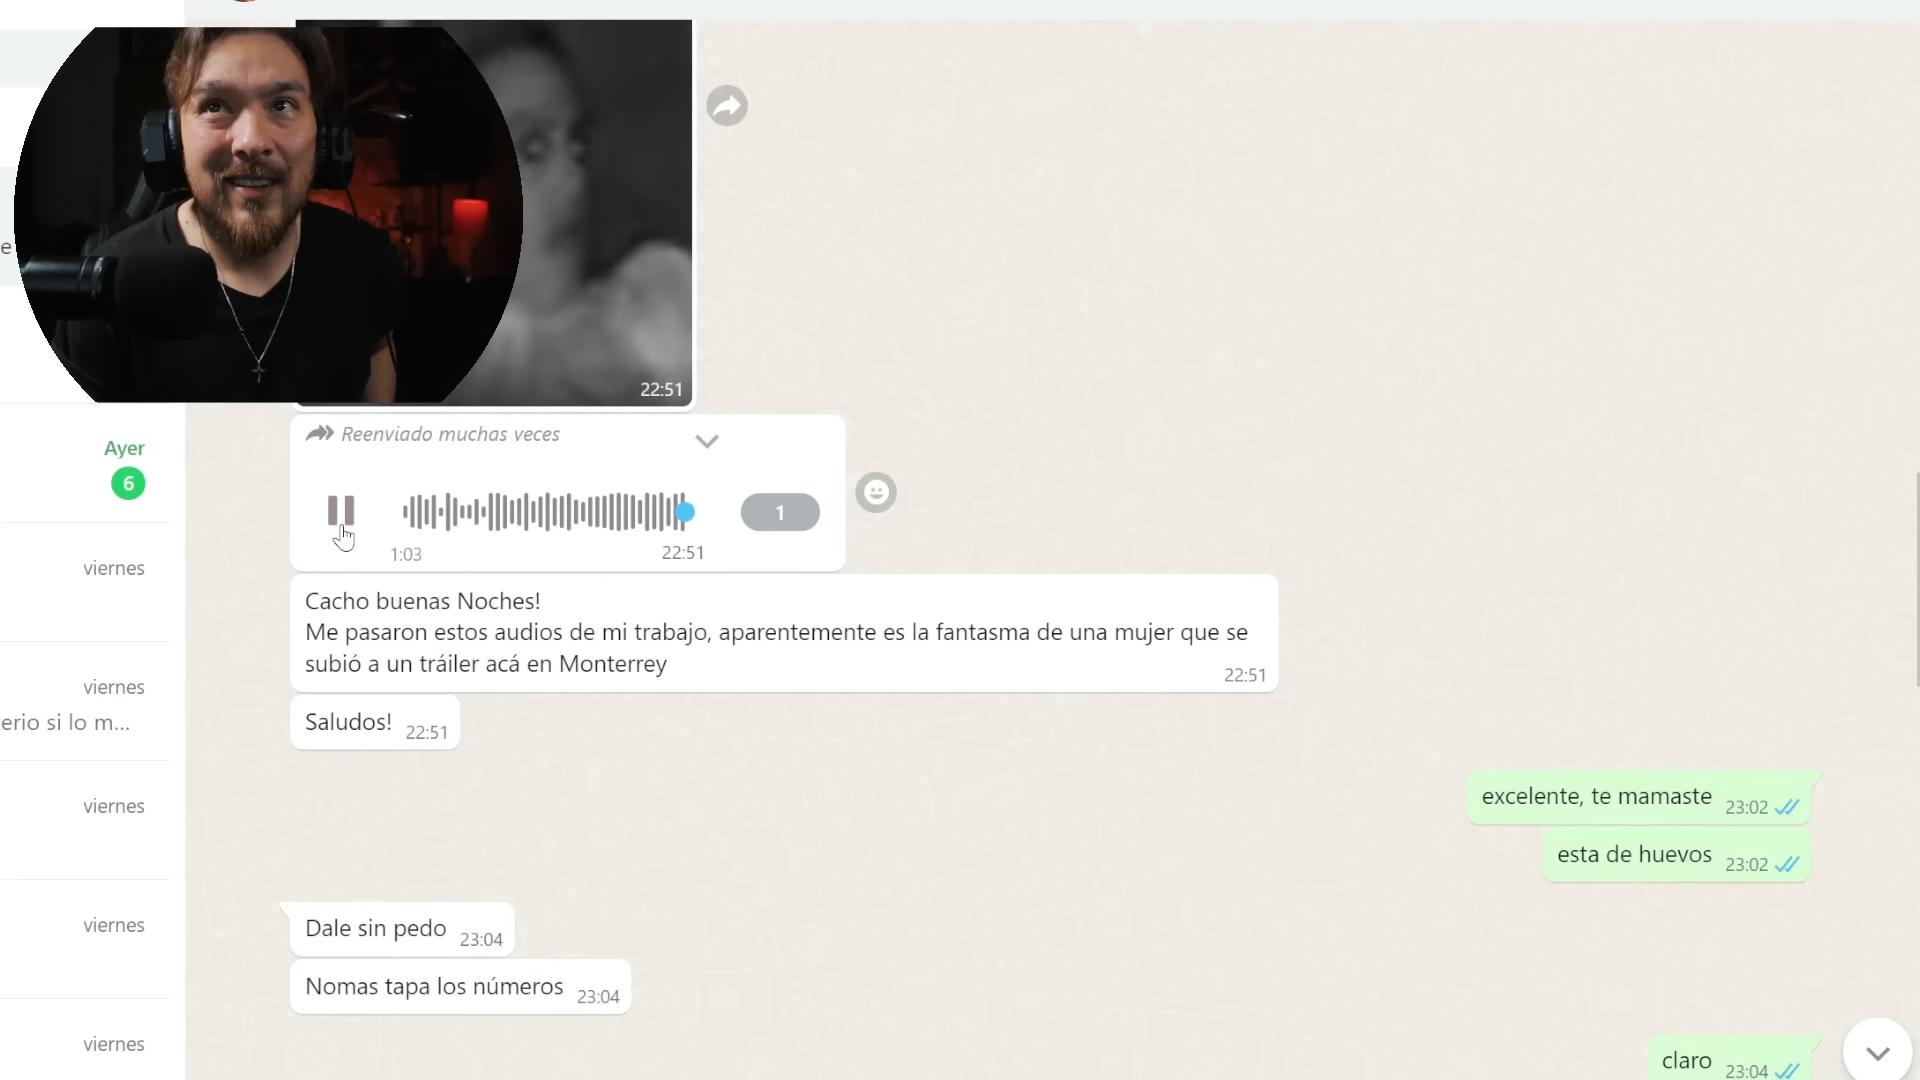 22:51
Reenviado muchas veces
1
1:03
22:51
Cacho buenas Noches!
Me pasaron estos audios de mi trabajo, aparentemente es la fantasma de una mujer que se
subió a un tráiler acá en Monterrey
22:51
Saludos! 22:51
excelente, te mamaste 23:02
esta de huevos 23:02
Dale sin pedo 23:04
Nomas tapa los números 23:04
claro 23:04
e
Ayer
6
viernes
viernes
erio si lo m...
viernes
viernes
viernes